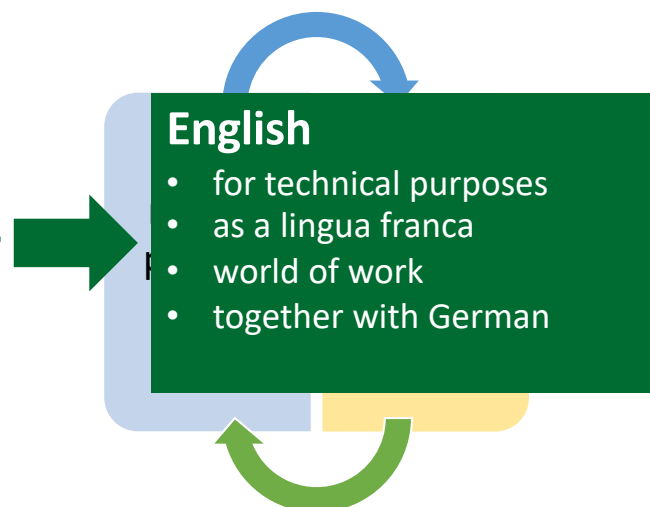 English
• for technical purposes
• as a lingua franca
• world of work
• together with German